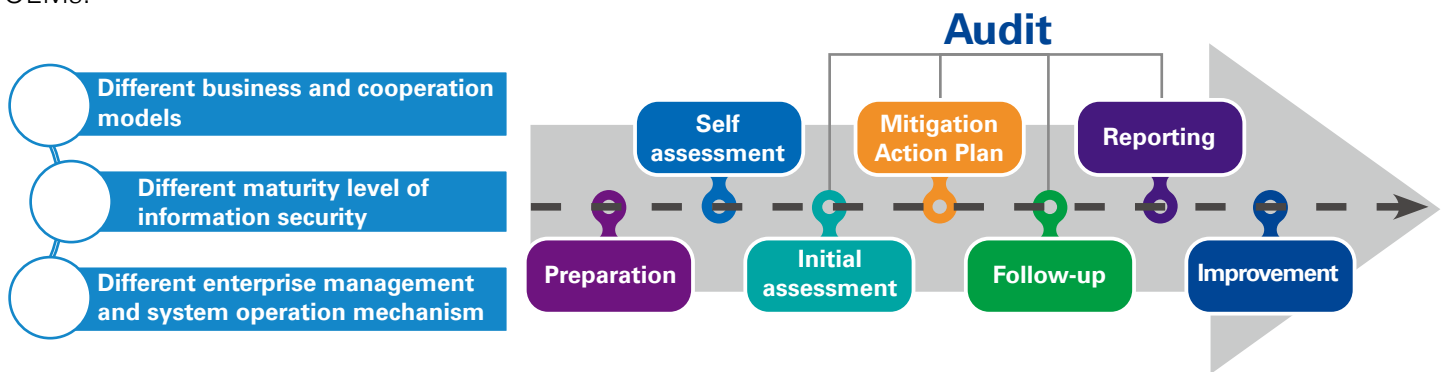 Different business and cooperation
models
Different maturity level of
information security
Different enterprise management
and system operation mechanism
Audit
Self
assessment
Mitigation
Action Plan
Reporting
Preparation
Initial
assessment
Follow-up
Improvement